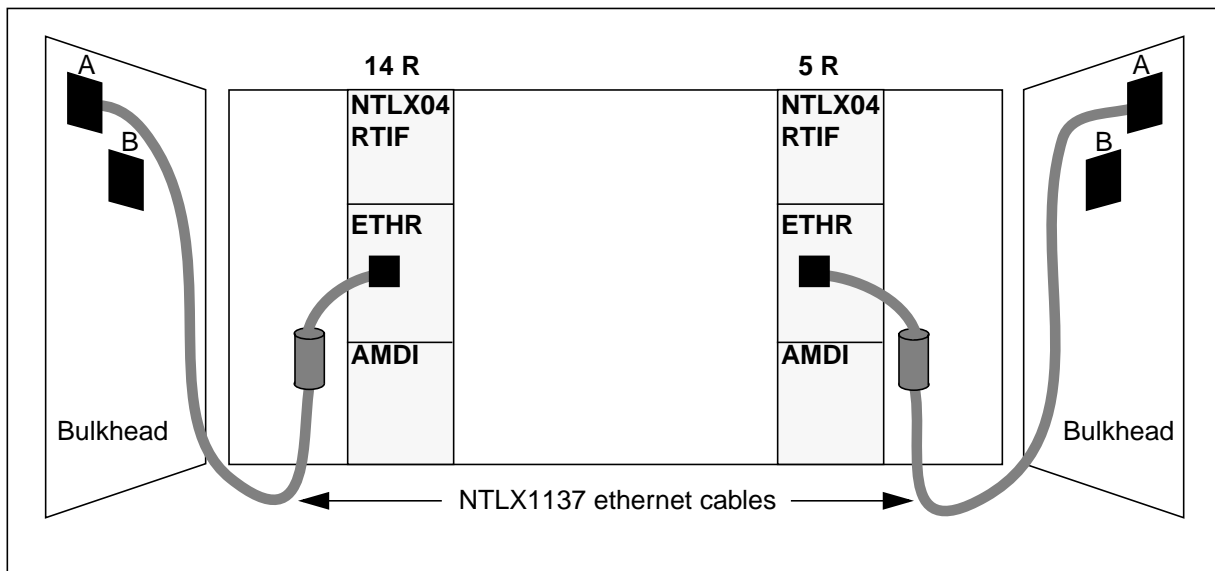 14 R
5 R
A
B
NTLX04
RTIF
ETHR
AMDI
Bulkhead
NTLX04
RTIF
ETHR
AMDI
A
B
Bulkhead
NTLX1137 ethernet cables